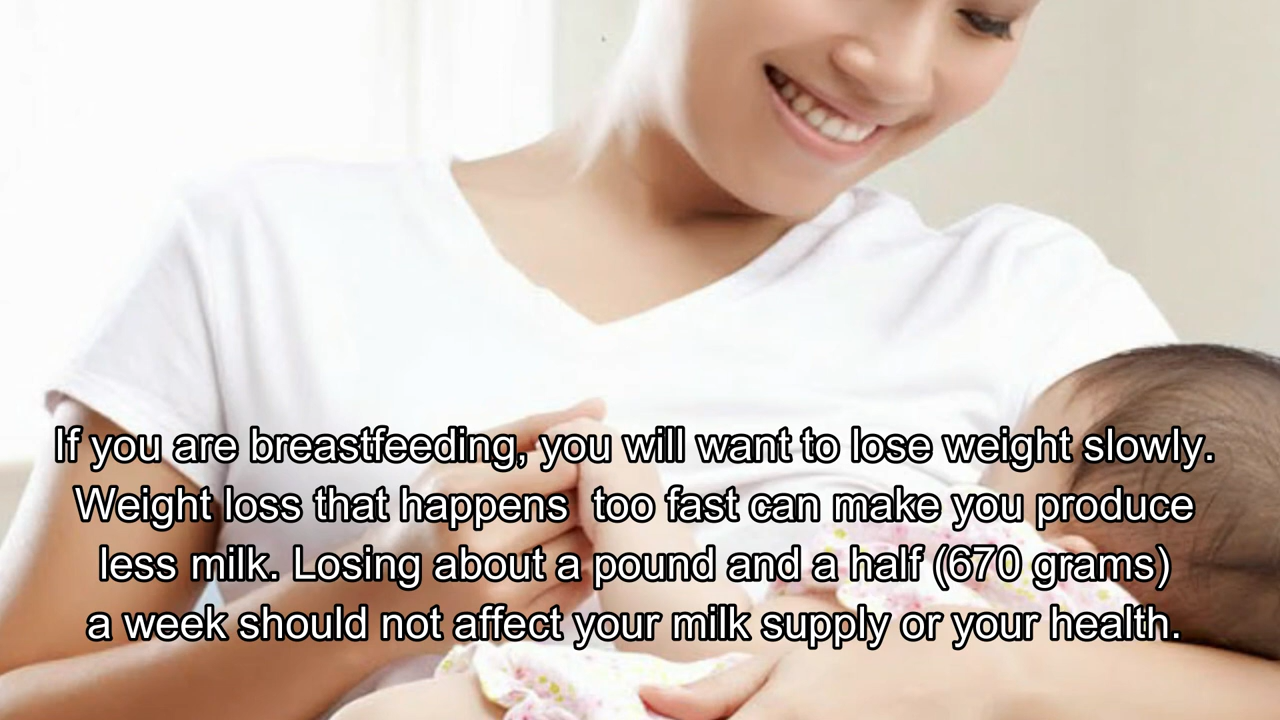 If you are breastfeeding, you will want to lose weight slowly.
Weight loss that happens  too fast can make you produce
less milk. Losing about a pound and a half (670 grams)
a week should not affect your milk supply or your health.